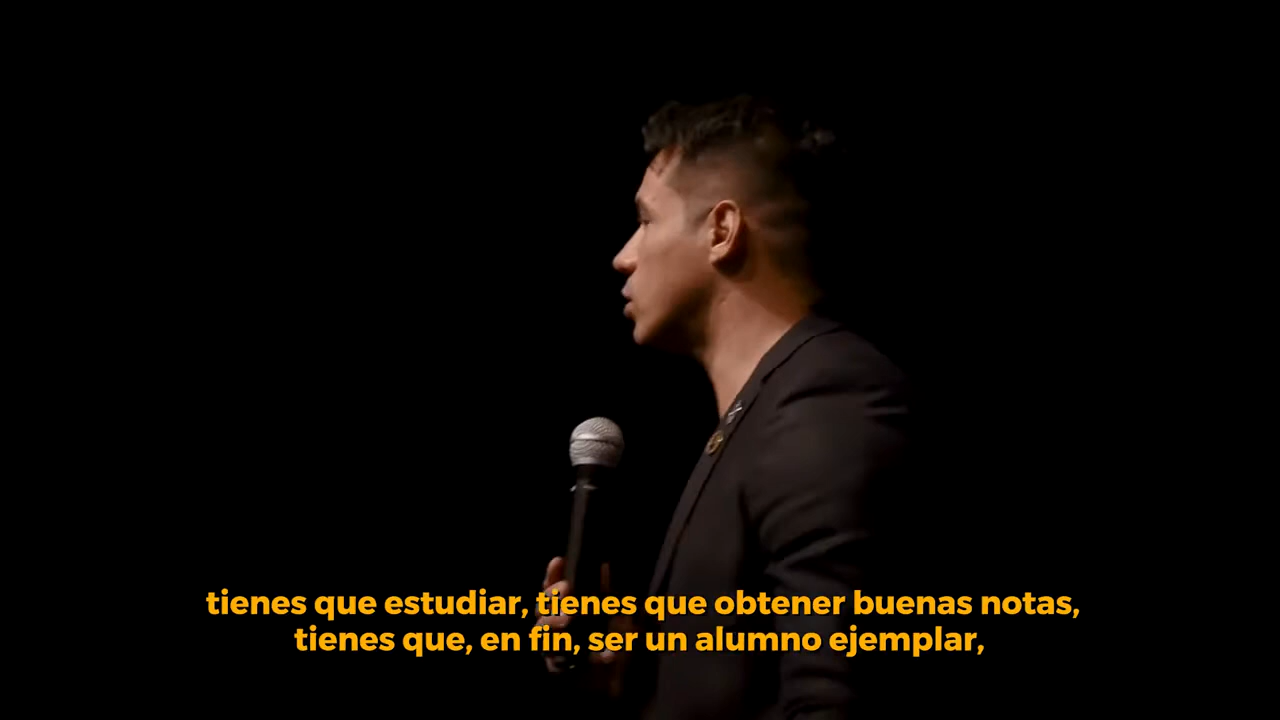 tienes que estudiar, tienes que obtener buenas notas,
tienes que, en fin, ser un alumno ejemplar,